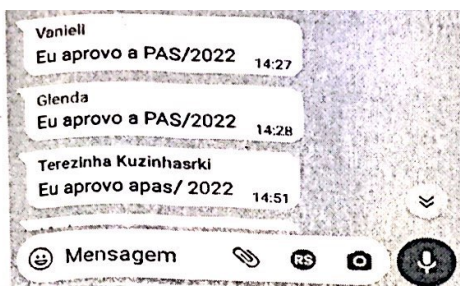 Vanieli
Eu aprovo a PAS/2022 14:27
Glenda
Eu aprovo a PAS/2022 14:28
Terezinha Kuzinhasrki
Eu aprovo apas/ 2022 14:51
Mensagem R$